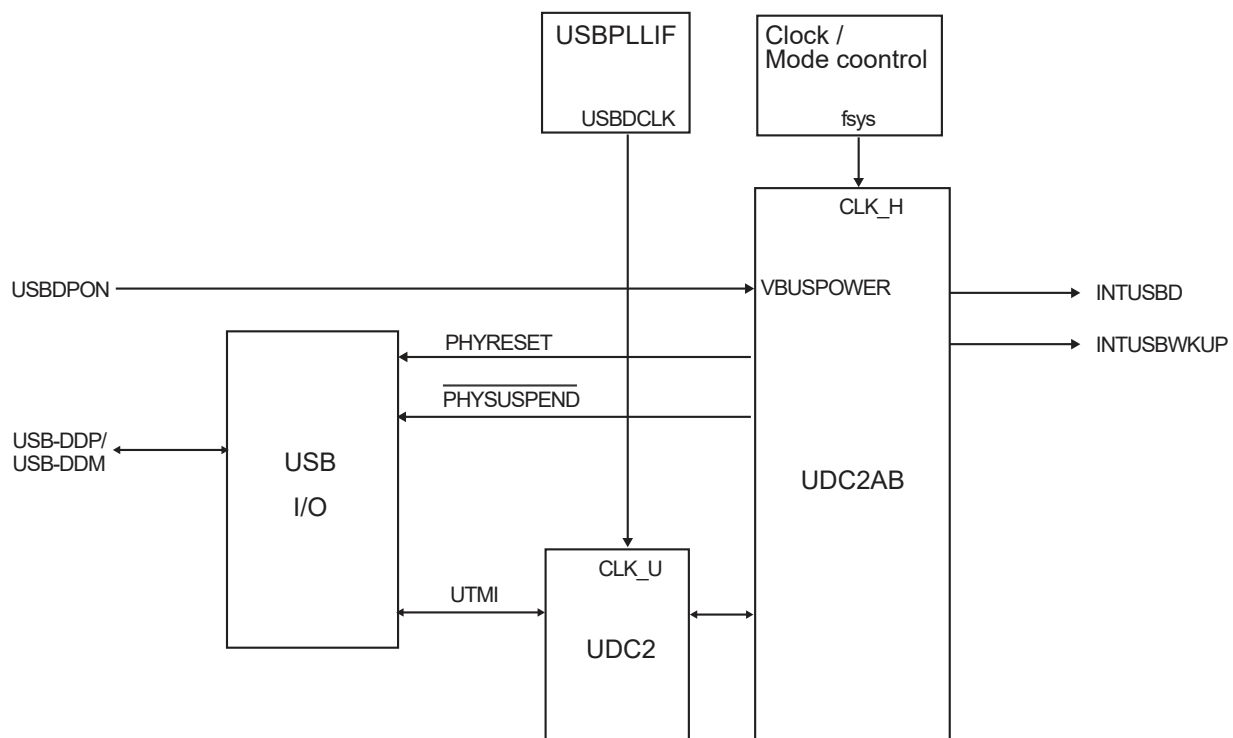 USBPLLIF
USBDCLK
Clock /
Mode coontrol
fsys
CLK_H
USBDPON
VBUSPOWER
INTUSBD
PHYRESET
INTUSBWKUP
PHYSUSPEND
USB-DDP/
USB-DDM
USB
I/O
UDC2AB
CLK_U
UTMI
UDC2